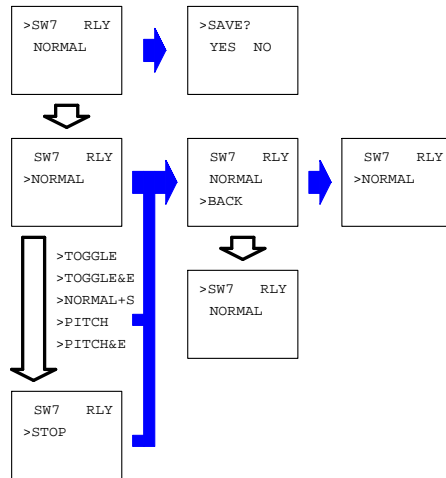 >SW7 RLY
NORMAL
>SAVE?
YES NO
SW7 RLY
>NORMAL
SW7 RLY
NORMAL
>BACK
SW7 RLY
>NORMAL
>TOGGLE
>TOGGLE&E
>NORMAL+S
>PITCH
>PITCH&E
>SW7 RLY
NORMAL
SW7 RLY
>STOP